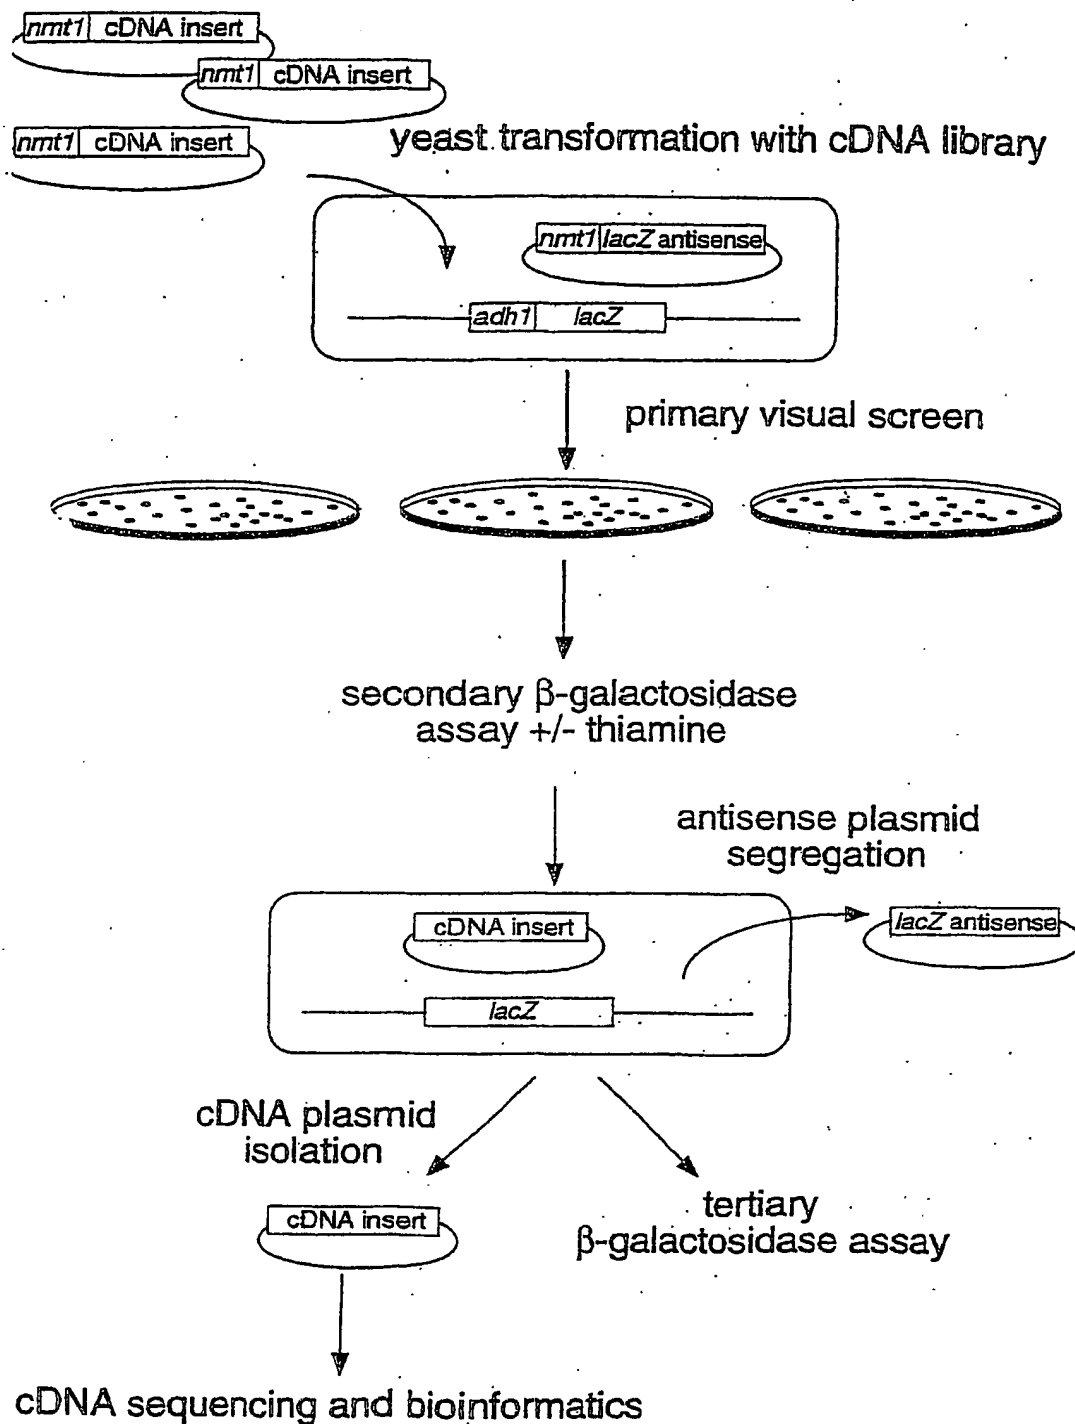 nmt1 cDNA insert
nmt1 cDNA insert
nmt1 cDNA insert
yeast transformation with cDNA library
nmt1 lacZ antisense
adh1 lacZ
primary visual screen
secondary β-galactosidase
assay +/- thiamine
antisense plasmid
segregation
cDNA insert
lacZ antisense
lacZ
cDNA plasmid
isolation
cDNA insert
tertiary
β-galactosidase assay
cDNA sequencing and bioinformatics